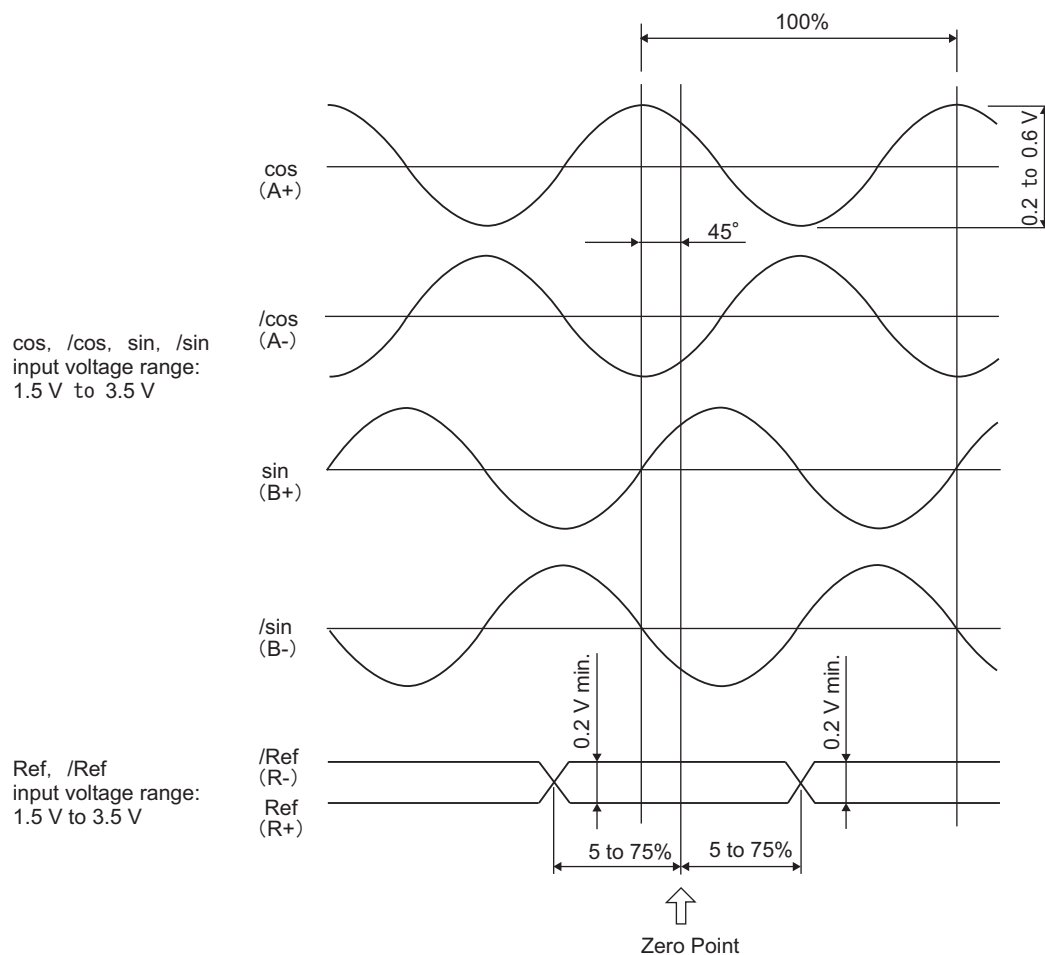 100%
0.2 to 0.6 V
cos
（A+）
45°
/cos
（A-）
cos, /cos, sin, /sin
input voltage range:
1.5 V to 3.5 V
sin
（B+）
/sin
（B-）
0.2 V min.
0.2 V min.
/Ref
（R-）
Ref
（R+）
Ref, /Ref
input voltage range:
1.5 V to 3.5 V
5 to 75%
5 to 75%
Zero Point